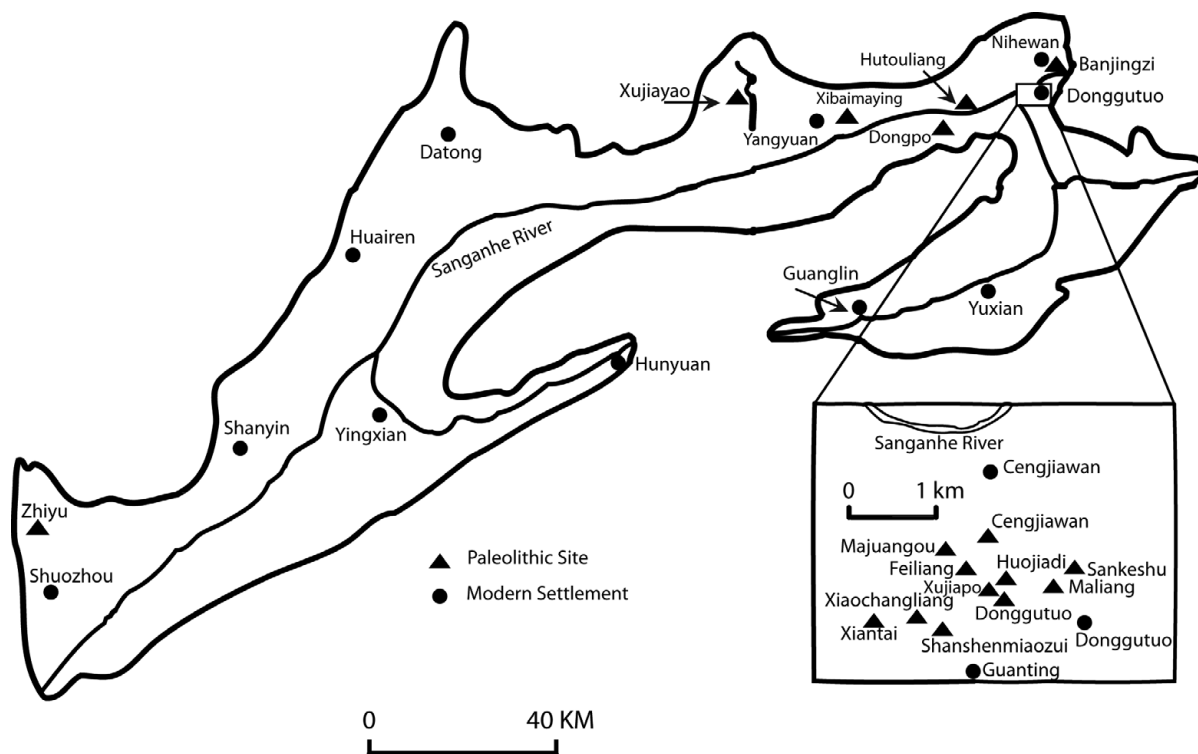 Nihewan
Hutouliang
Banjingzi
Xujiayao
Xibaimaying
Donggutuo
Yangyuan
Dongpo
Datong
Huairen
Sanganhe River
Guanglin
Yuxian
Hunyuan
Shanyin
Yingxian
Zhiyu
Shuozhou
Paleolithic Site
Modern Settlement
0 40 KM
Sanganhe River
Cengjiawan
0 1 km
Cengjiawan
Majuangou
Feiliang
Huojiadi
Sankeshu
Xujiapo
Maliang
Xiaochangliang
Donggutuo
Xiantai
Shanshenmiaozui
Donggutuo
Guanting